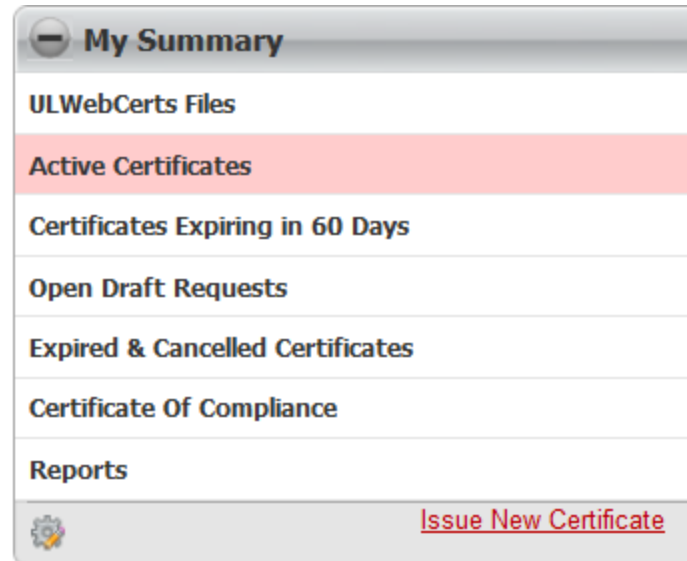 My Summary
ULWebCerts Files
Active Certificates
Certificates Expiring in 60 Days
Open Draft Requests
Expired & Cancelled Certificates
Certificate Of Compliance
Reports
Issue New Certificate